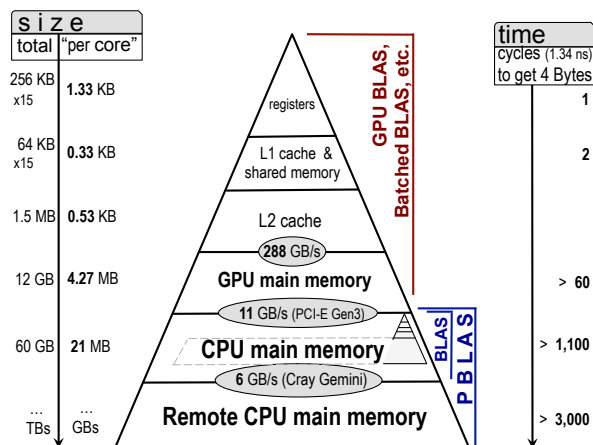 size
total "per core"
time
cycles (1.34 ns)
to get 4 Bytes
256 KB
x15
1.33 KB
registers
1
64 KB
x15
0.33 KB
L1 cache &
shared memory
2
1.5 MB
0.53 KB
L2 cache
288 GB/s
12 GB
4.27 MB
GPU main memory
> 60
11 GB/s (PCI-E Gen3)
60 GB
21 MB
CPU main memory
> 1,100
6 GB/s (Cray Gemini)
...
TBs
...
GBs
Remote CPU main memory
> 3,000
GPU BLAS,
Batched BLAS, etc.
BLAS
PBLAS